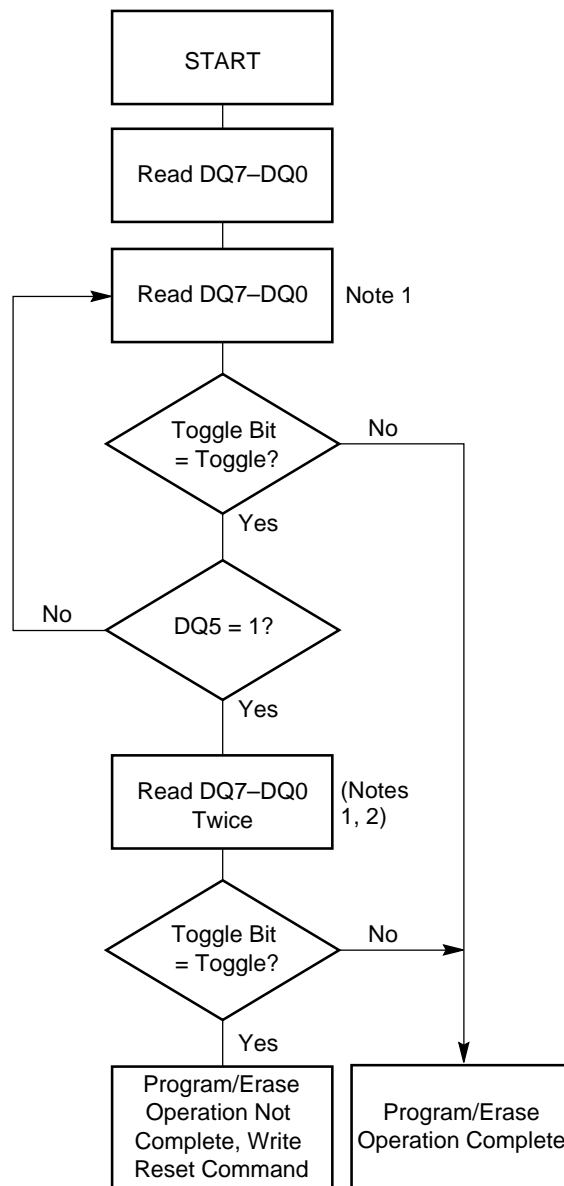 START
Read DQ7–DQ0
Read DQ7–DQ0
Note 1
Toggle Bit
= Toggle?
No
Yes
No
DQ5 = 1?
Yes
Read DQ7–DQ0
Twice
(Notes
1, 2)
Toggle Bit
= Toggle?
No
Yes
Program/Erase
Operation Not
Complete, Write
Reset Command
Program/Erase
Operation Complete